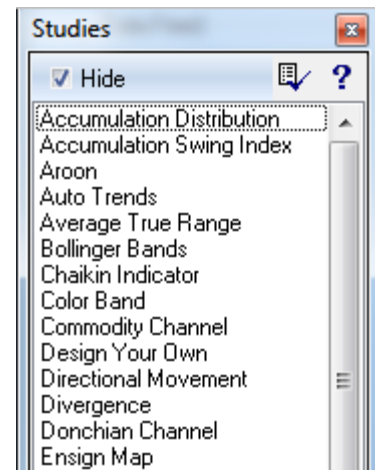 Studies
Hide ?
Accumulation Distribution
Accumulation Swing Index
Aroon
Auto Trends
Average True Range
Bollinger Bands
Chaikin Indicator
Color Band
Commodity Channel
Design Your Own
Directional Movement
Divergence
Donchian Channel
Ensign Map